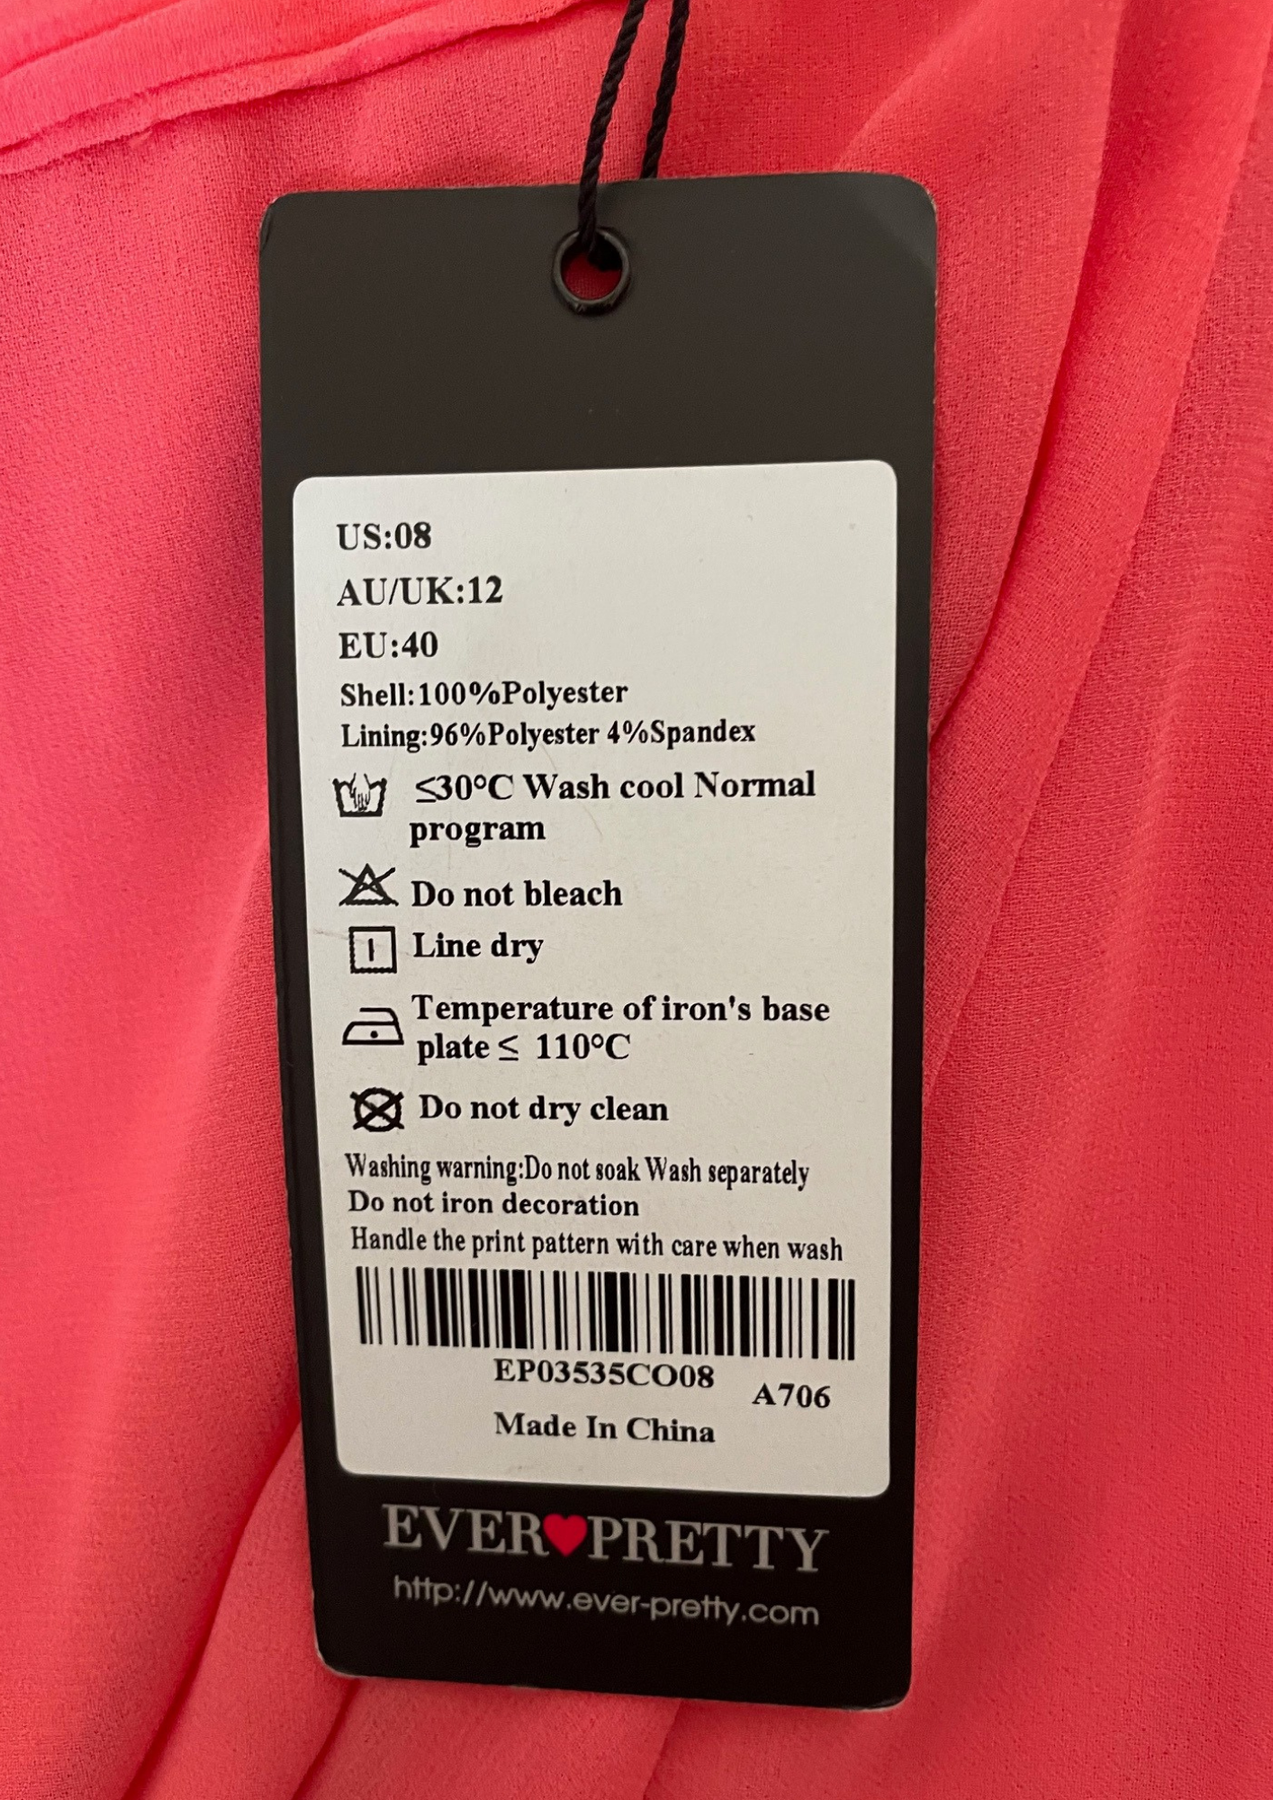 US:08
AU/UK:12
EU:40
Shell:100%Polyester
Lining:96%Polyester 4%Spandex
≤30°C Wash cool Normal
program
Do not bleach
Line dry
Temperature of iron's base
plate ≤ 110°C
Do not dry clean
Washing warning:Do not soak Wash separately
Do not iron decoration
Handle the print pattern with care when wash
EP03535CO08
A706
Made In China
EVER♥PRETTY
http://www.ever-pretty.com